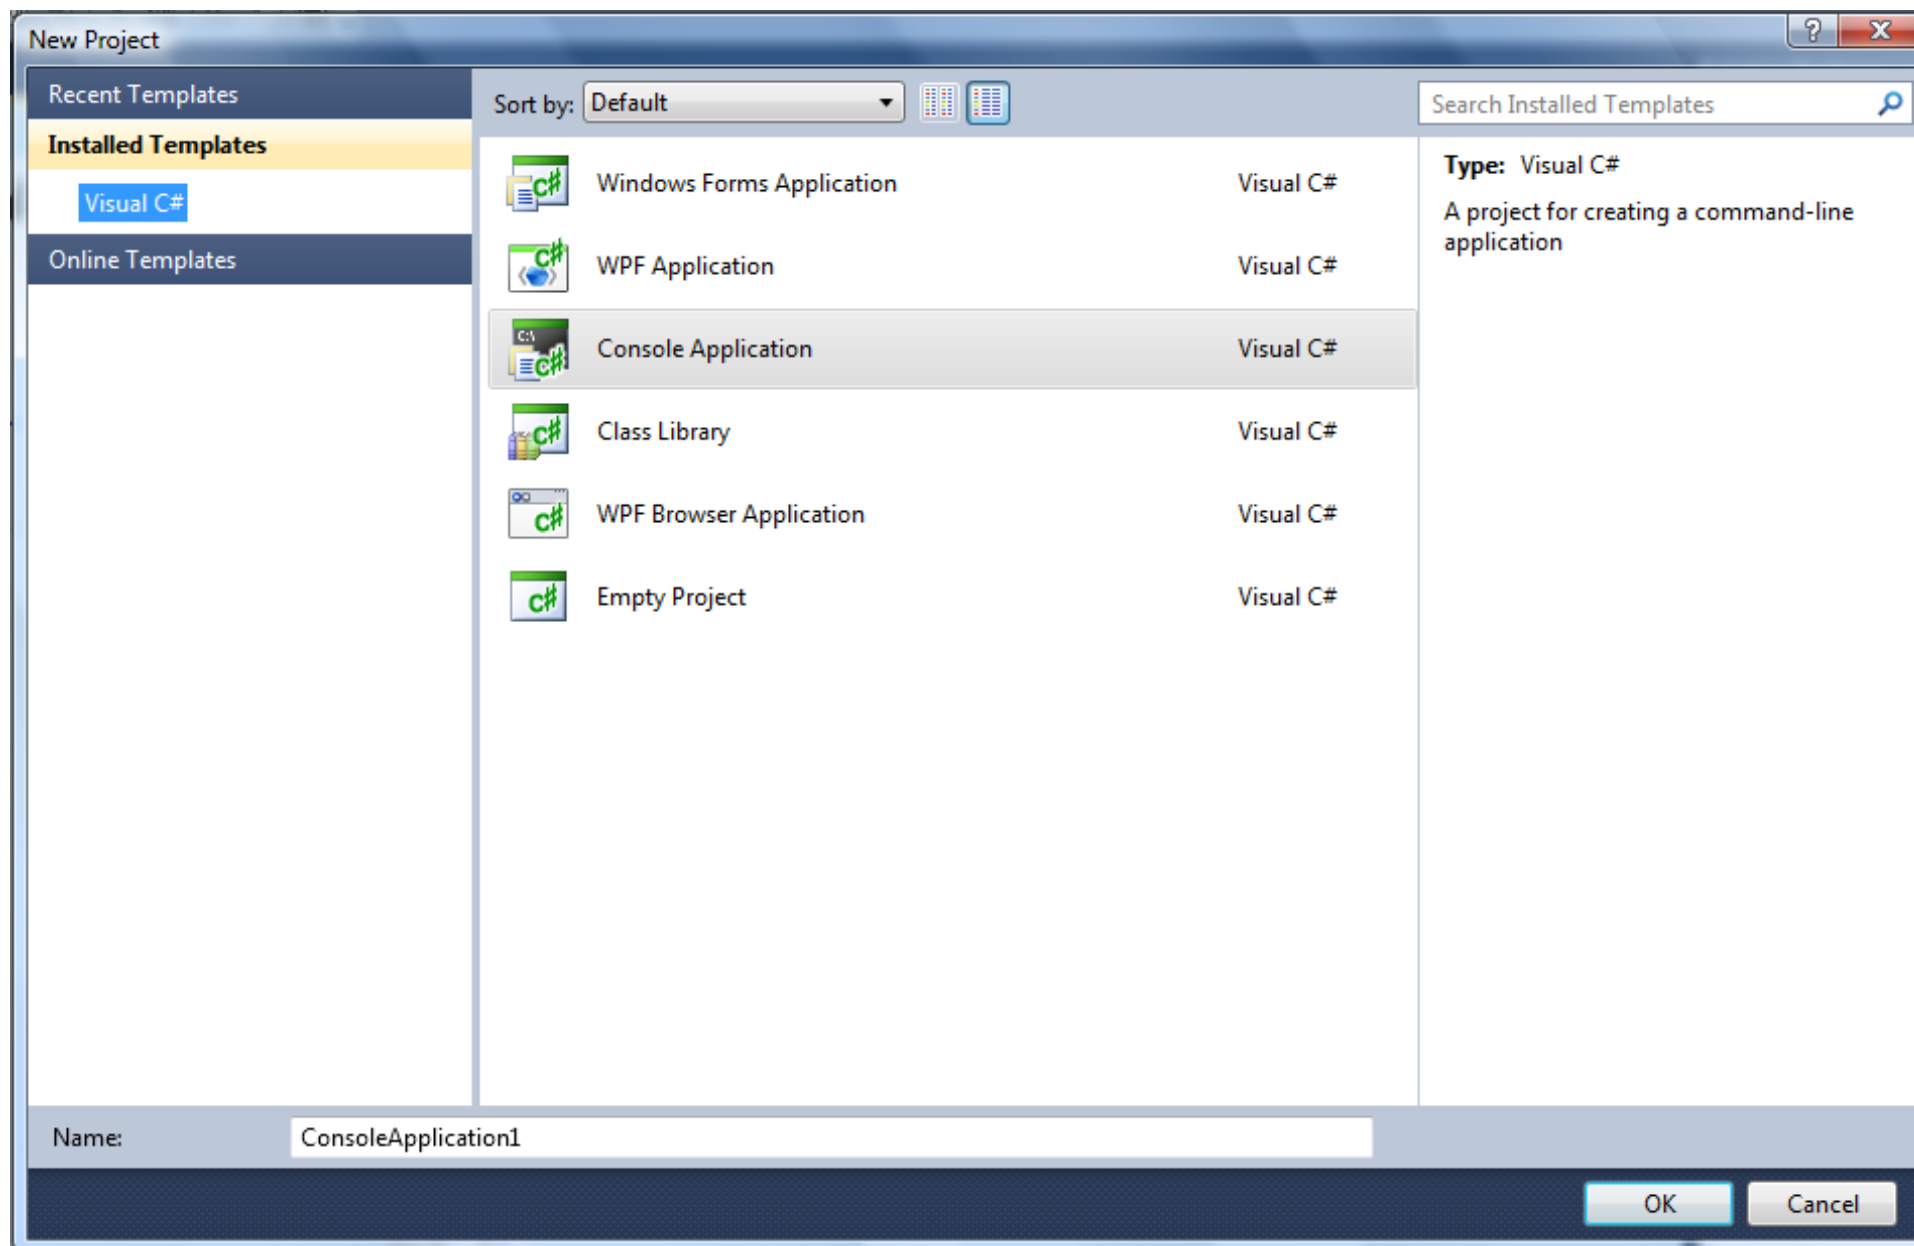 New Project
?
X
Recent Templates
Installed Templates
Visual C#
Online Templates
Sort by: Default
Search Installed Templates
Windows Forms Application Visual C#
WPF Application Visual C#
Console Application Visual C#
Class Library Visual C#
WPF Browser Application Visual C#
Empty Project Visual C#
Type: Visual C#
A project for creating a command-line
application
Name: ConsoleApplication1
OK Cancel